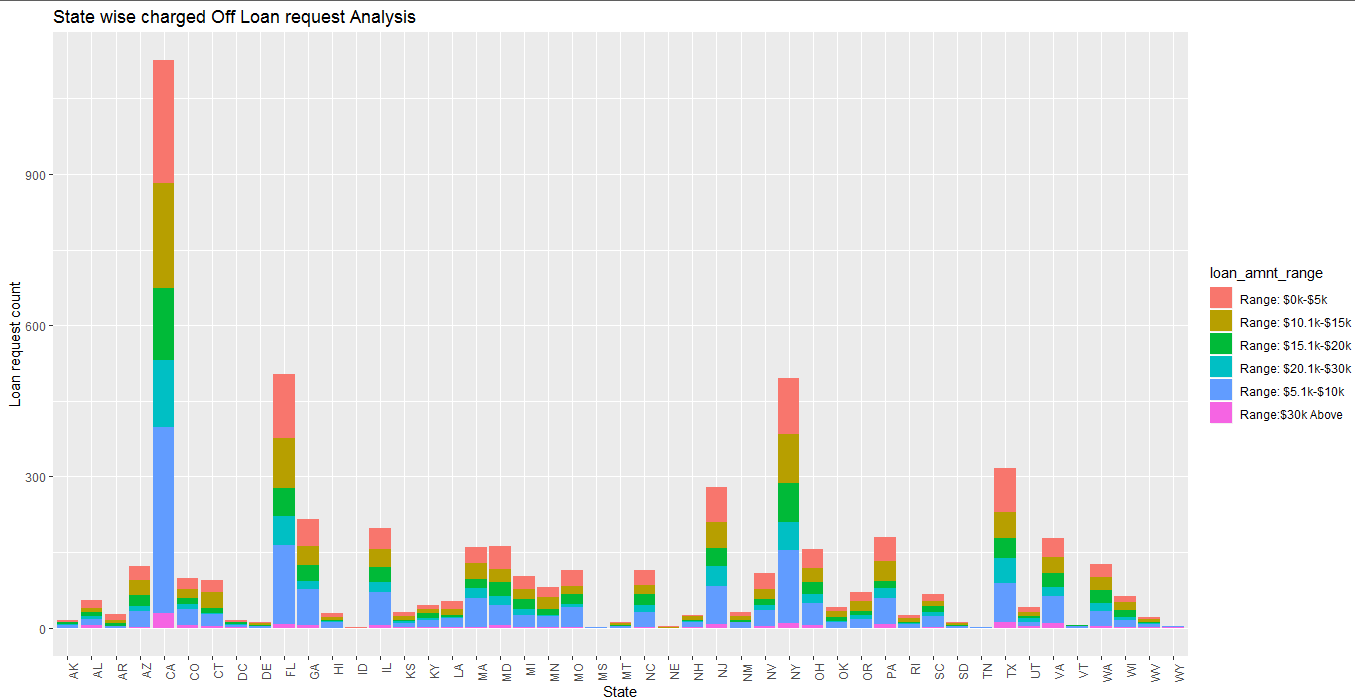 State wise charged Off Loan request Analysis
Loan request count
900
600
300
0
AK AL AR AZ CA CO CT DC DE FL GA HI ID IL KS KY LA MA MD MI MN MO MS MT NC NE NH NJ NM NV NY OH OK OR PA RI SC SD TN TX UT VA VT WA WI WV WY
State
loan_amnt_range
Range: $0k-$5k
Range: $10.1k-$15k
Range: $15.1k-$20k
Range: $20.1k-$30k
Range: $5.1k-$10k
Range:$30k Above